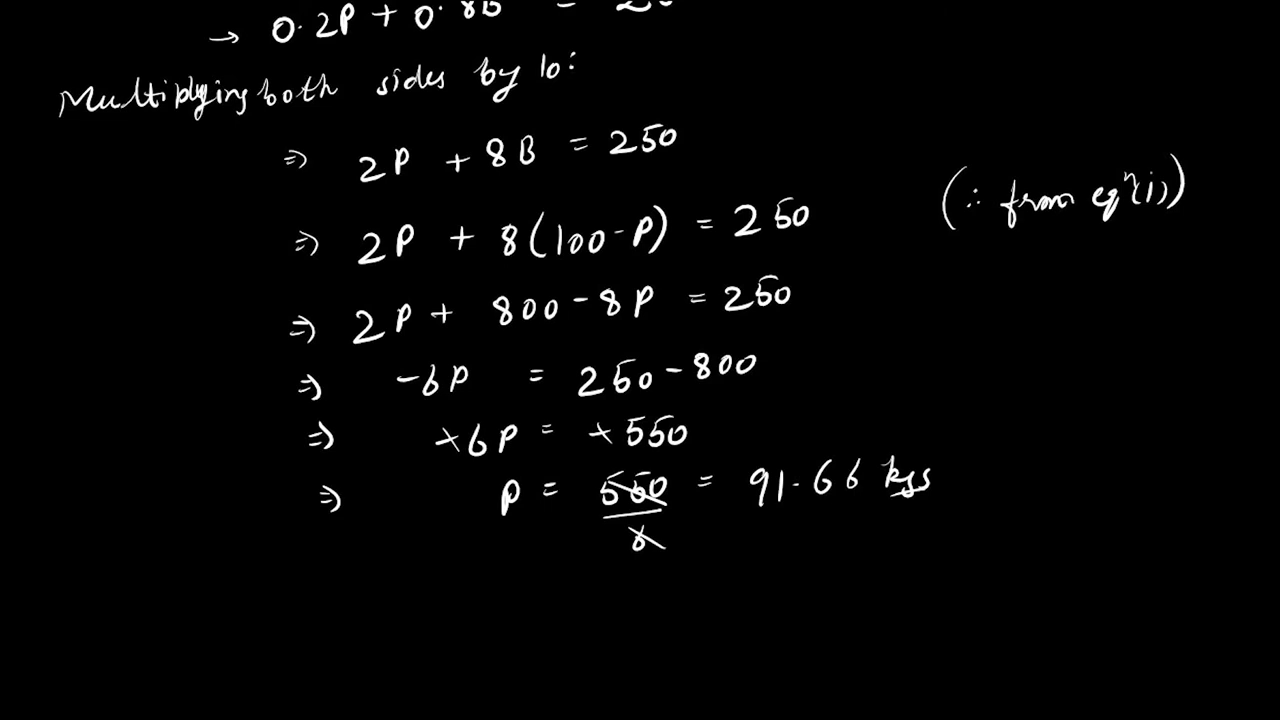 → 0.2P + 0.8B = 25
Multiplying both sides by 10:
⇒ 2P + 8B = 250
⇒ 2P + 8(100-P) = 250 (∵ from eqⁿ(i))
⇒ 2P + 800 - 8P = 250
⇒ -6P = 250 - 800
⇒ +6P = +550
⇒ P = 550/6 = 91.66 kgs